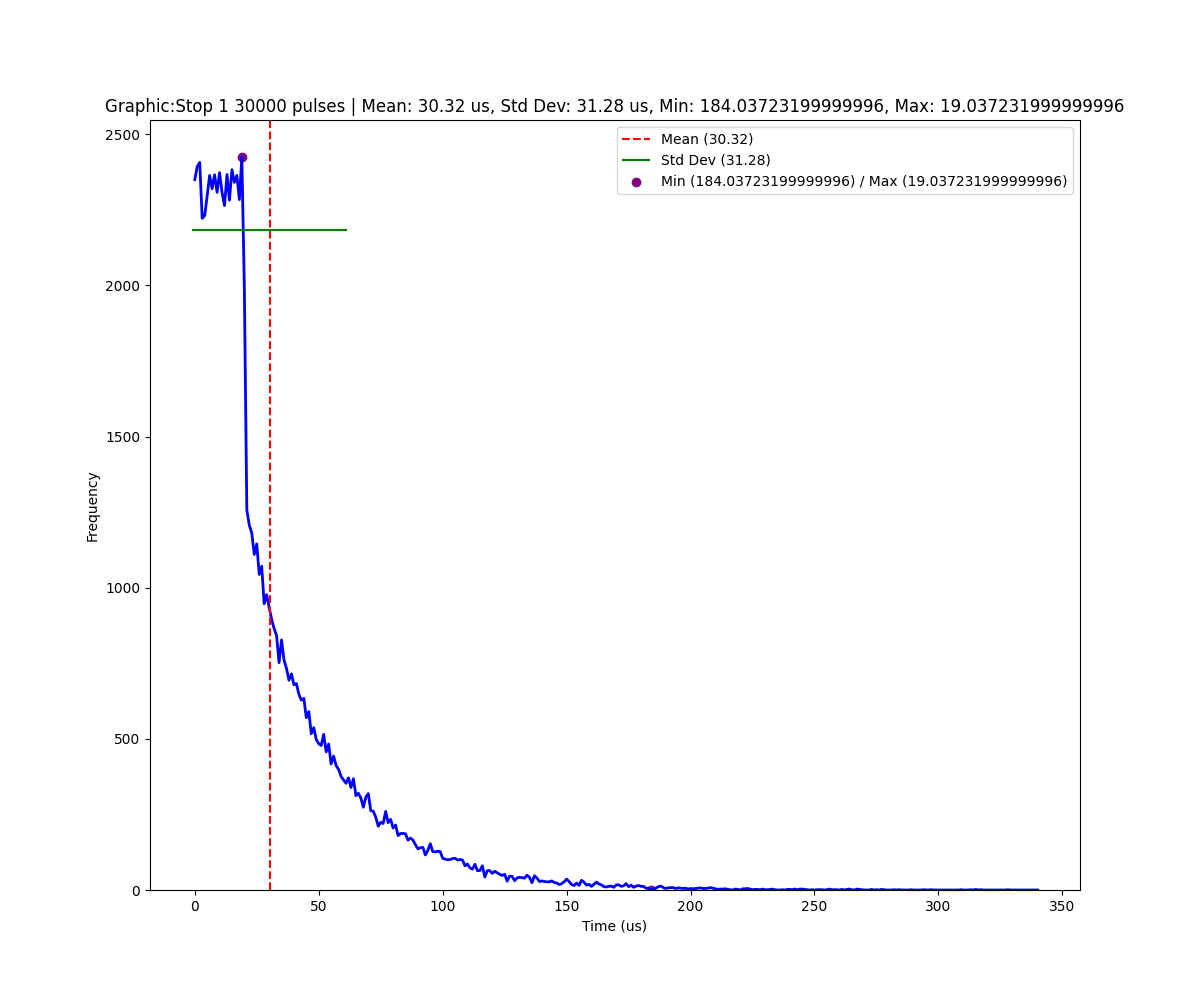 Graphic:Stop 1 30000 pulses | Mean: 30.32 us, Std Dev: 31.28 us, Min: 184.03723199999996, Max: 19.037231999999996
Mean (30.32)
Std Dev (31.28)
Min (184.03723199999996) / Max (19.037231999999996)
2500
2000
1500
1000
500
0
Frequency
0 50 100 150 200 250 300 350
Time (us)